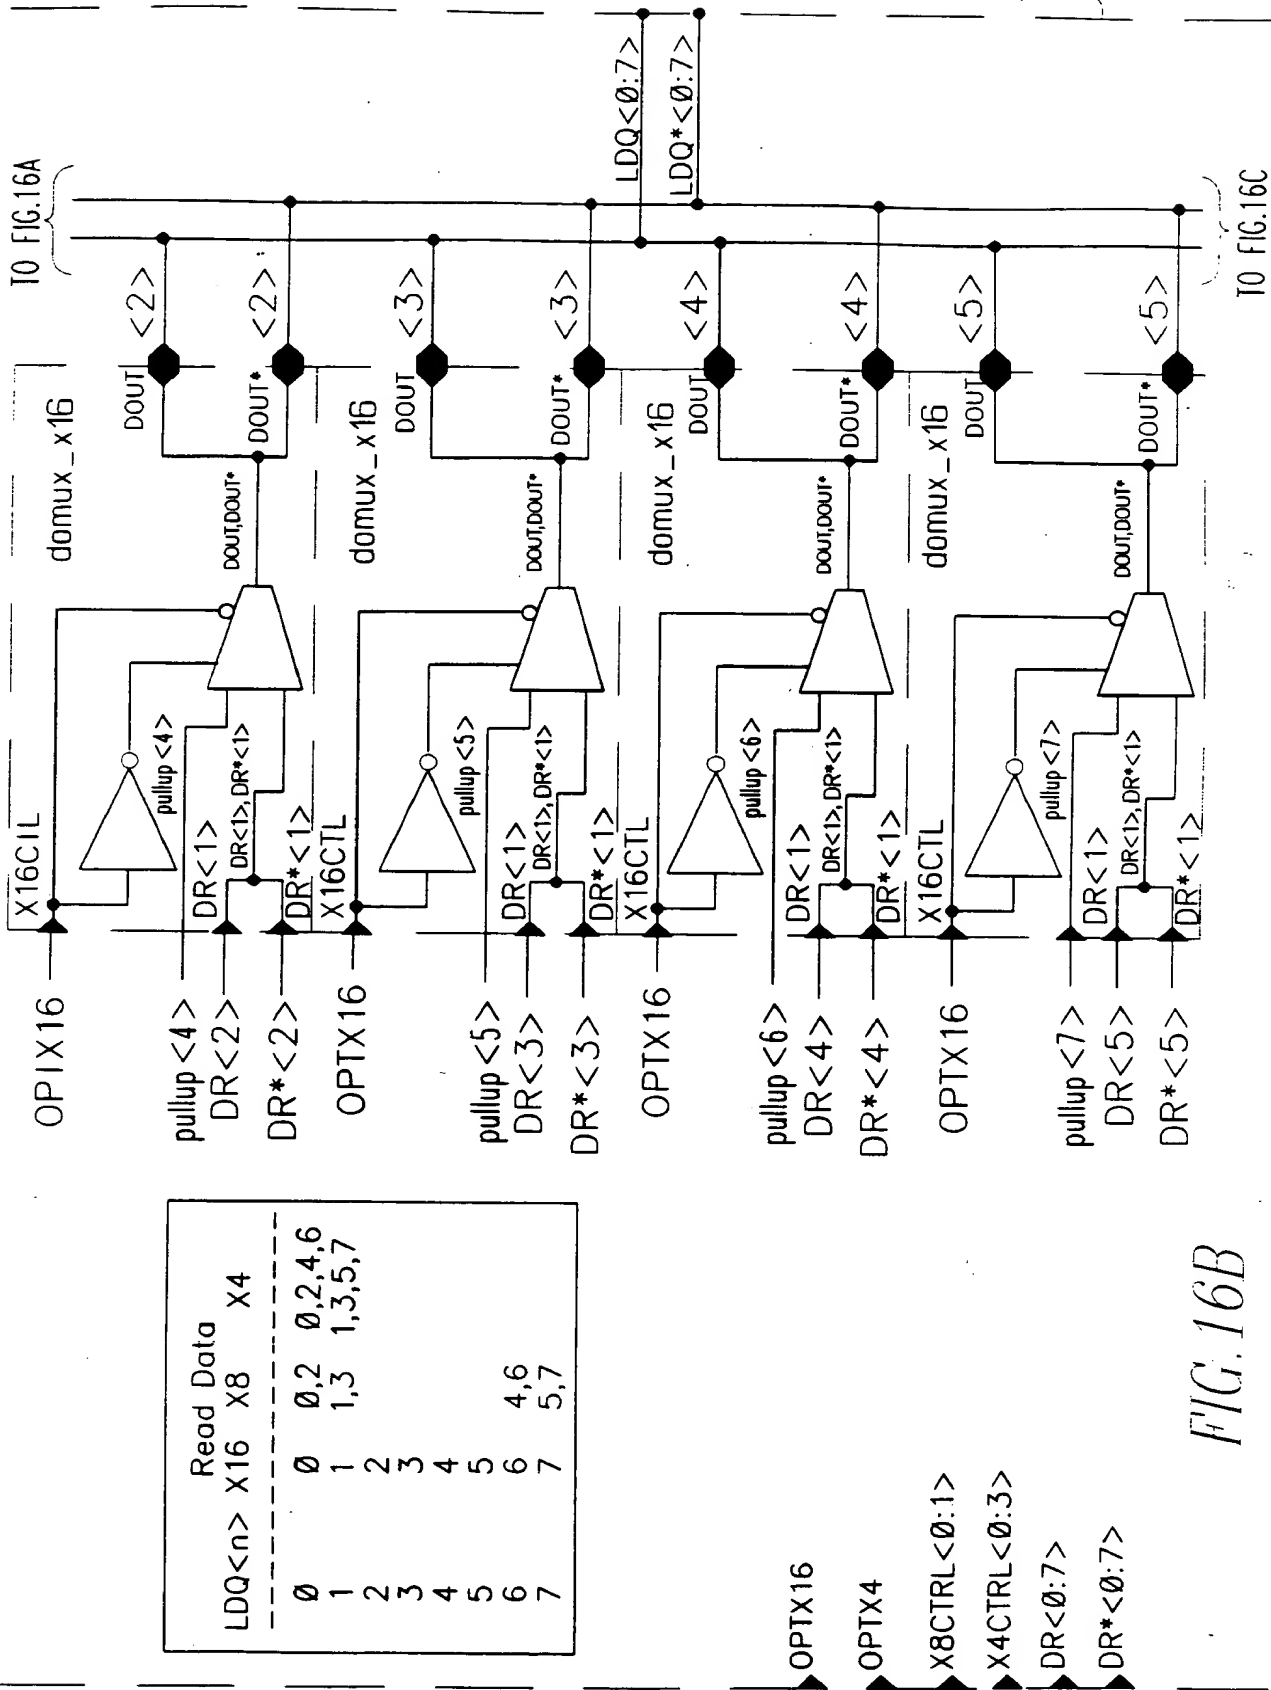 TO FIG.16A
LDQ<0:7>
LDQ*<0:7>
TO FIG.16C
domux_x16
DOUT
<2>
DOUT*
<2>
DOUT,DOUT*
X16CIL
OPIX16
pullup<4>
pullup<4>
DR<1>
DR<1>,DR*<1>
DR*<1>
DR<2>
DR*<2>
domux_x16
DOUT
<3>
DOUT*
<3>
DOUT,DOUT*
X16CTL
OPTX16
pullup<5>
pullup<5>
DR<1>
DR<1>,DR*<1>
DR*<1>
DR<3>
DR*<3>
domux_x16
DOUT
<4>
DOUT*
<4>
DOUT,DOUT*
X16CTL
OPTX16
pullup<6>
pullup<6>
DR<1>
DR<1>,DR*<1>
DR*<1>
DR<4>
DR*<4>
domux_x16
DOUT
<5>
DOUT*
<5>
DOUT,DOUT*
X16CTL
OPTX16
pullup<7>
pullup<7>
DR<1>
DR<1>,DR*<1>
DR*<1>
DR<5>
DR*<5>
Read Data
LDQ<n> X16 X8 X4
0 0 0,2 0,2,4,6
1 1 1,3 1,3,5,7
2 2
3 3
4 4
5 5
6 6 4,6
7 7 5,7
OPTX16
OPTX4
X8CTRL<0:1>
X4CTRL<0:3>
DR<0:7>
DR*<0:7>
FIG. 16B